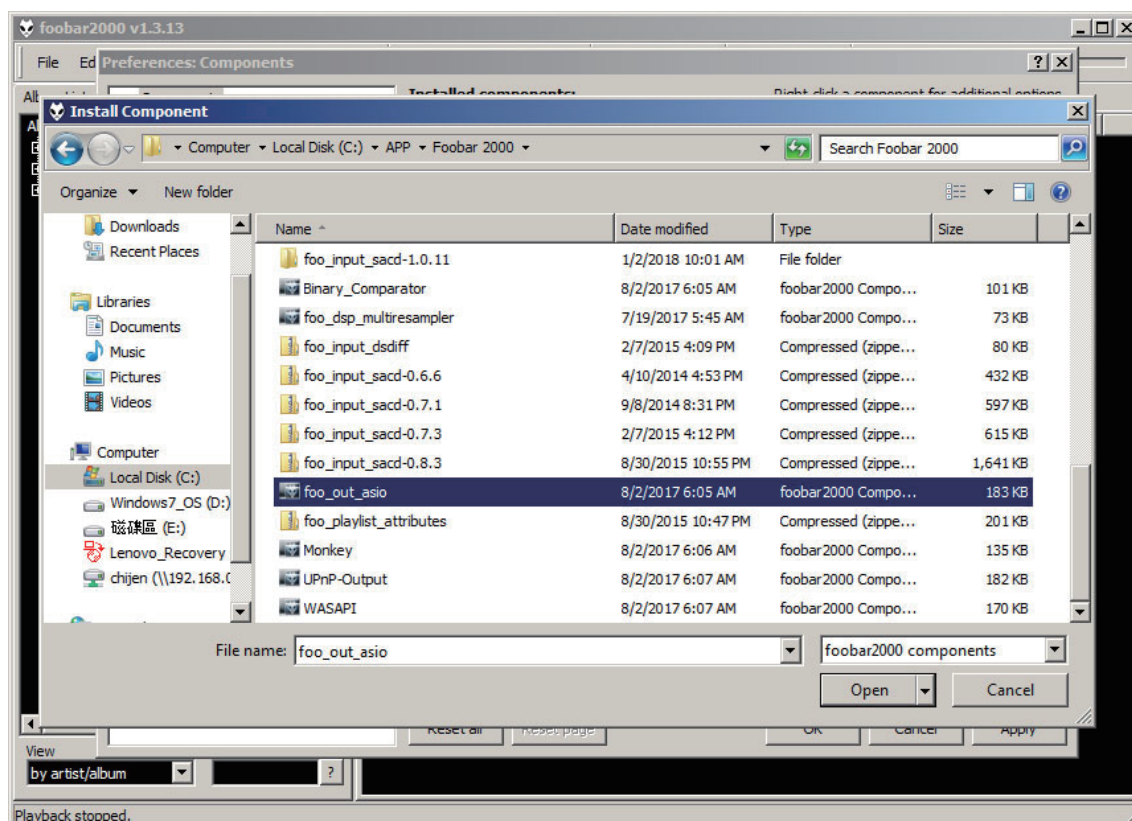 foobar2000 v1.3.13
File Ed
Preferences: Components
Installed components:
Right-click a component for additional options.
Install Component
Computer Local Disk (C:) APP Foobar 2000
Search Foobar 2000
Organize New folder
Downloads
Recent Places
Libraries
Documents
Music
Pictures
Videos
Computer
Local Disk (C:)
Windows7_OS (D:)
磁碟區 (E:)
Lenovo_Recovery
chijen (\\192.168.0
Name Date modified Type Size
foo_input_sacd-1.0.11 1/2/2018 10:01 AM File folder
Binary_Comparator 8/2/2017 6:05 AM foobar2000 Compo... 101 KB
foo_dsp_multiresampler 7/19/2017 5:45 AM foobar2000 Compo... 73 KB
foo_input_dsdiff 2/7/2015 4:09 PM Compressed (zippe... 80 KB
foo_input_sacd-0.6.6 4/10/2014 4:53 PM Compressed (zippe... 432 KB
foo_input_sacd-0.7.1 9/8/2014 8:31 PM Compressed (zippe... 597 KB
foo_input_sacd-0.7.3 2/7/2015 4:12 PM Compressed (zippe... 615 KB
foo_input_sacd-0.8.3 8/30/2015 10:55 PM Compressed (zippe... 1,641 KB
foo_out_asio 8/2/2017 6:05 AM foobar2000 Compo... 183 KB
foo_playlist_attributes 8/30/2015 10:47 PM Compressed (zippe... 201 KB
Monkey 8/2/2017 6:06 AM foobar2000 Compo... 135 KB
UPnP-Output 8/2/2017 6:07 AM foobar2000 Compo... 182 KB
WASAPI 8/2/2017 6:07 AM foobar2000 Compo... 170 KB
File name: foo_out_asio foobar2000 components
Open Cancel
Reset all Reset page OK Cancel Apply
View
by artist/album ?
Playback stopped.